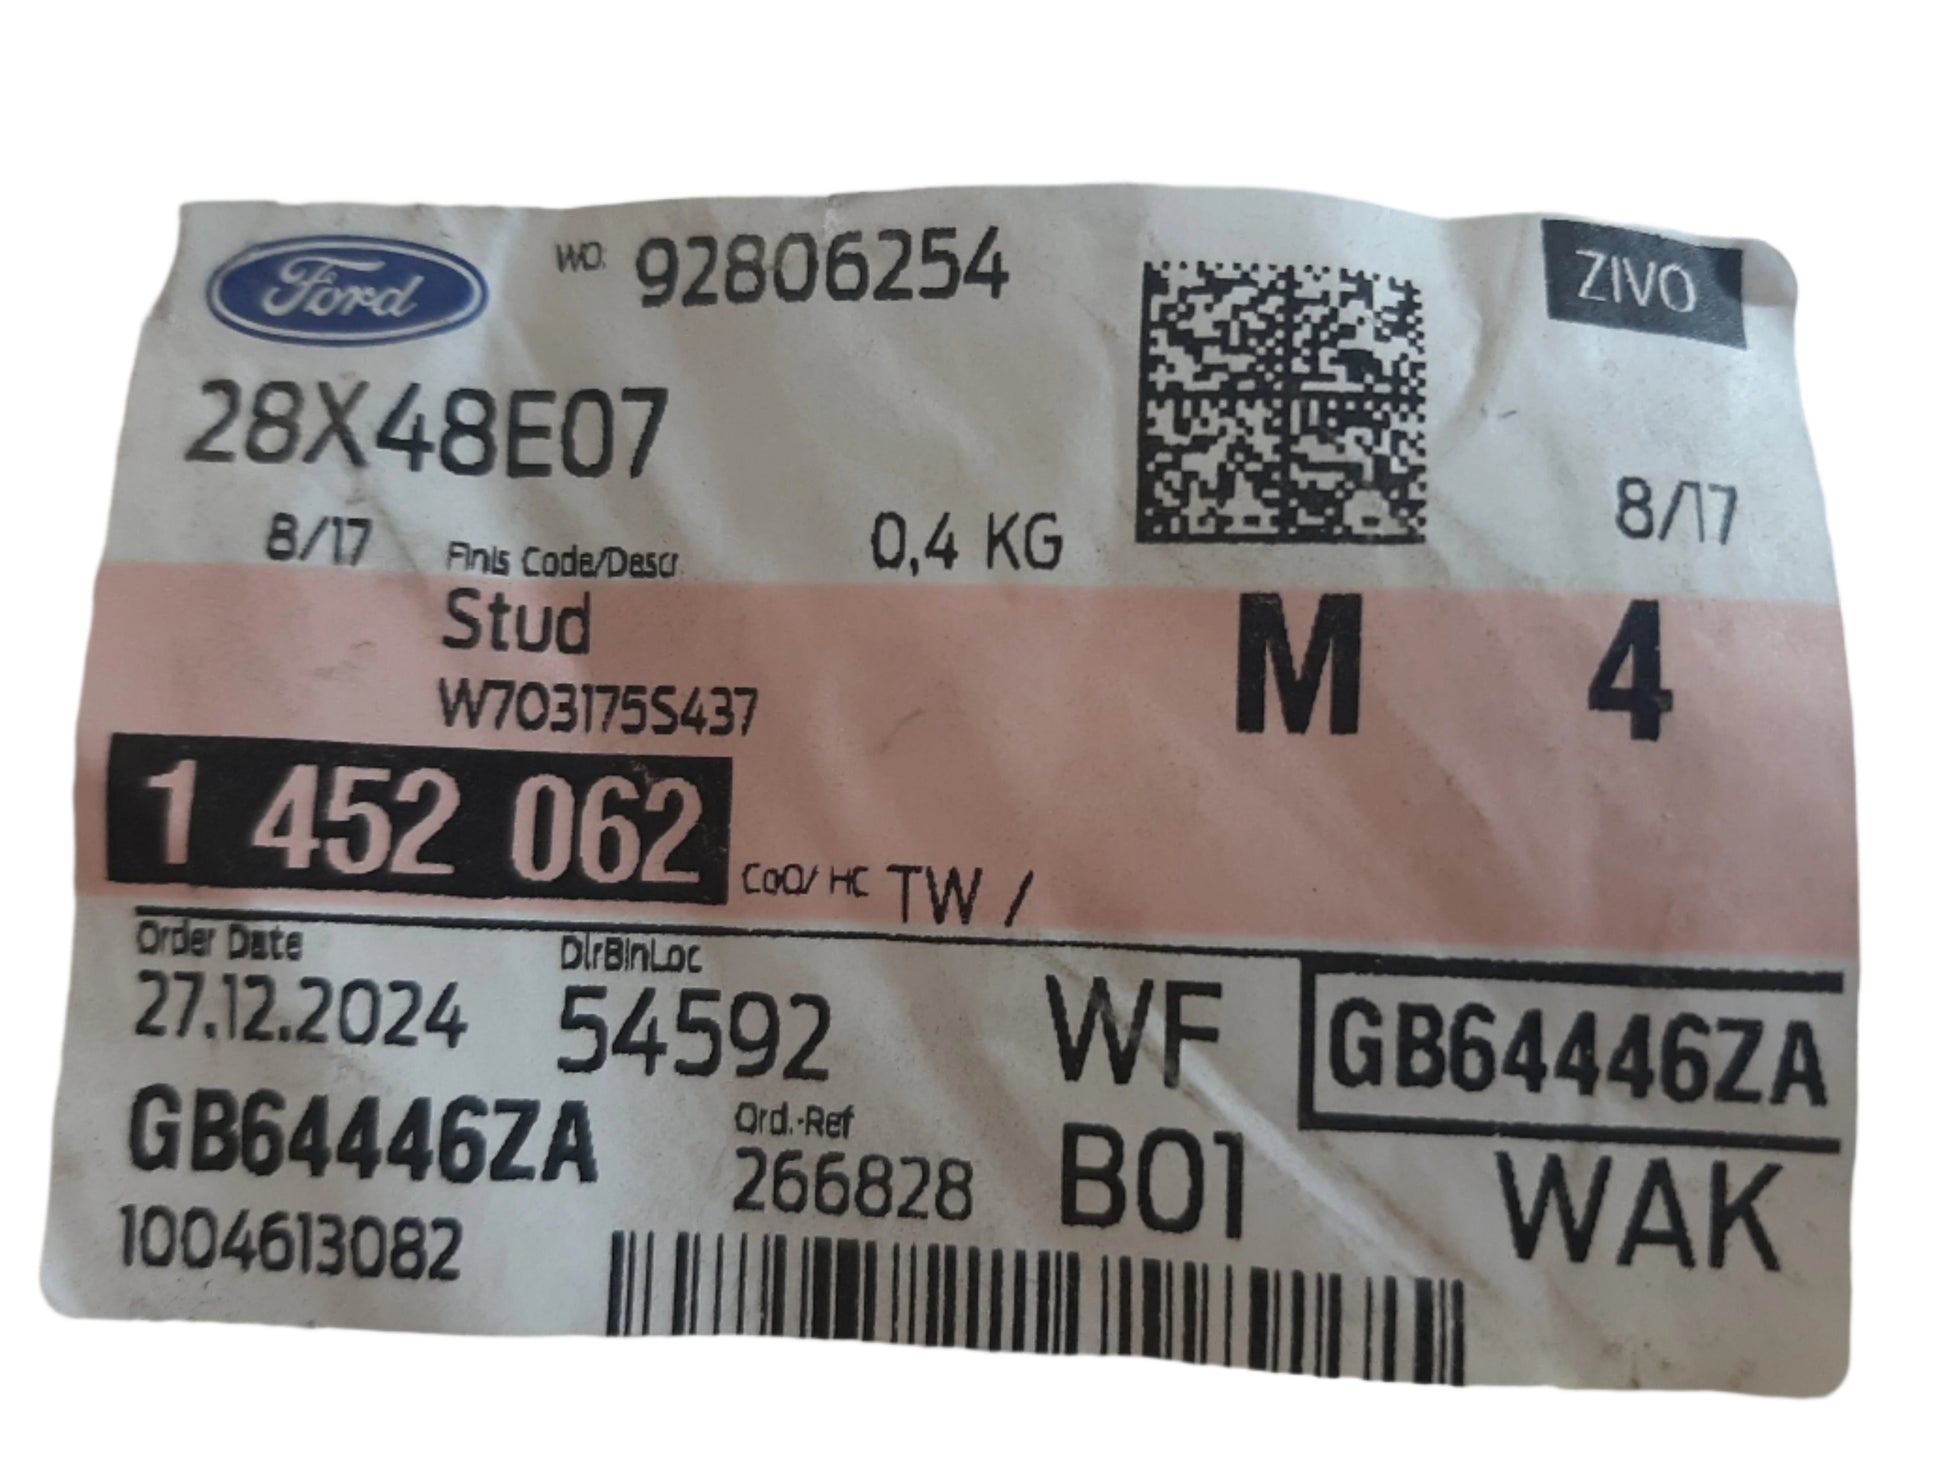 Ford
WO: 92806254
ZIVO
28X48E07
8/17
0,4 KG
8/17
Finis Code/Descr
Stud
M 4
W703175S437
1 452 062
CoO/ HC TW /
Order Date
DlrBinLoc
27.12.2024
54592
WF
GB64446ZA
GB64446ZA
Ord.-Ref
266828
B01
WAK
1004613082